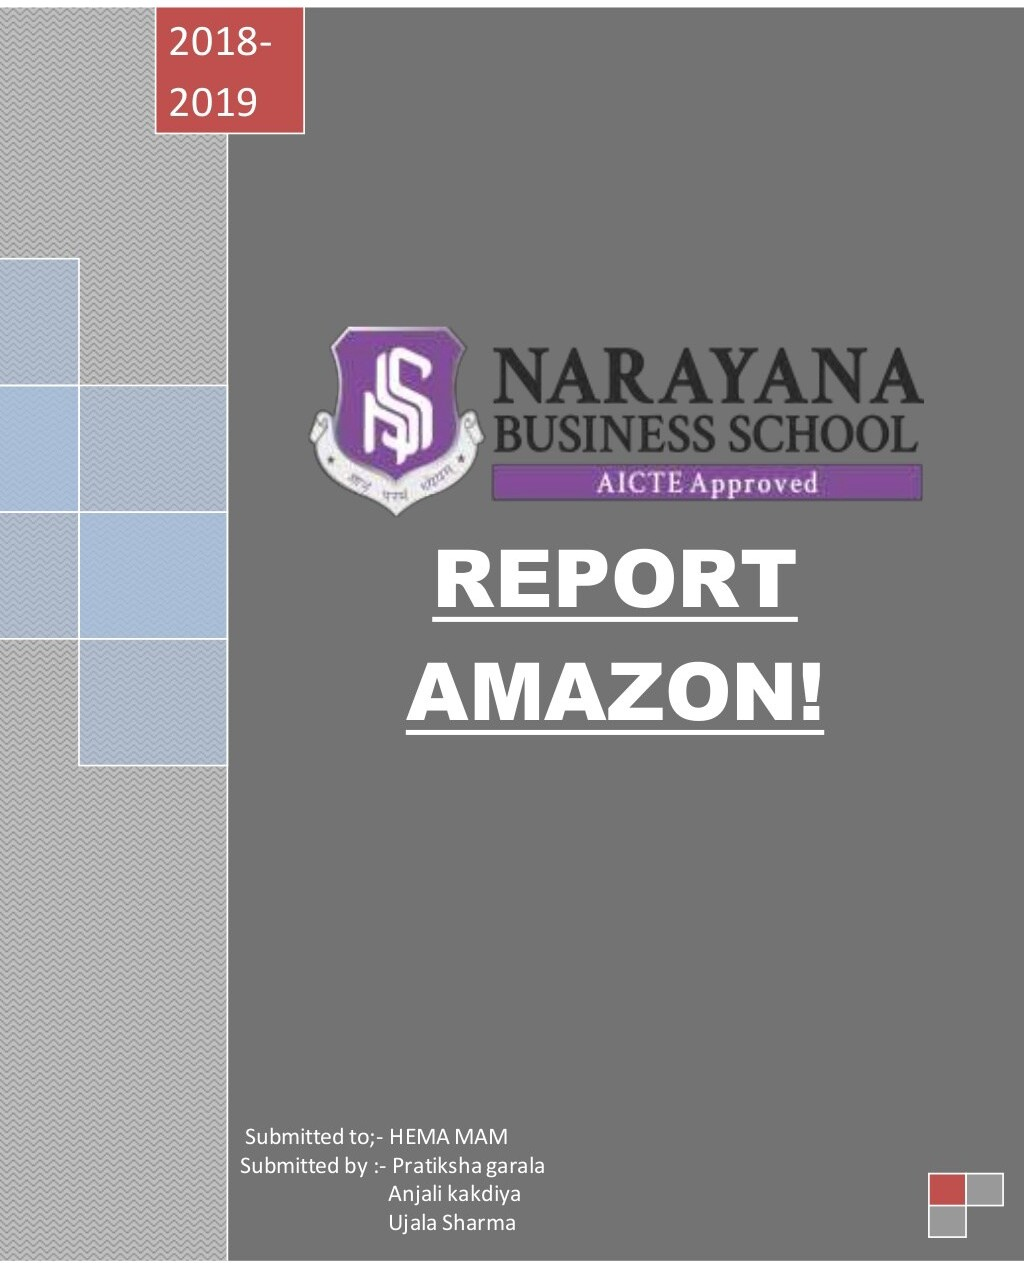 2018-
2019
NARAYANA
BUSINESS SCHOOL
AICTE Approved
REPORT
AMAZON!
Submitted to;- HEMA MAM
Submitted by :- Pratiksha garala
Anjali kakdiya
Ujala Sharma